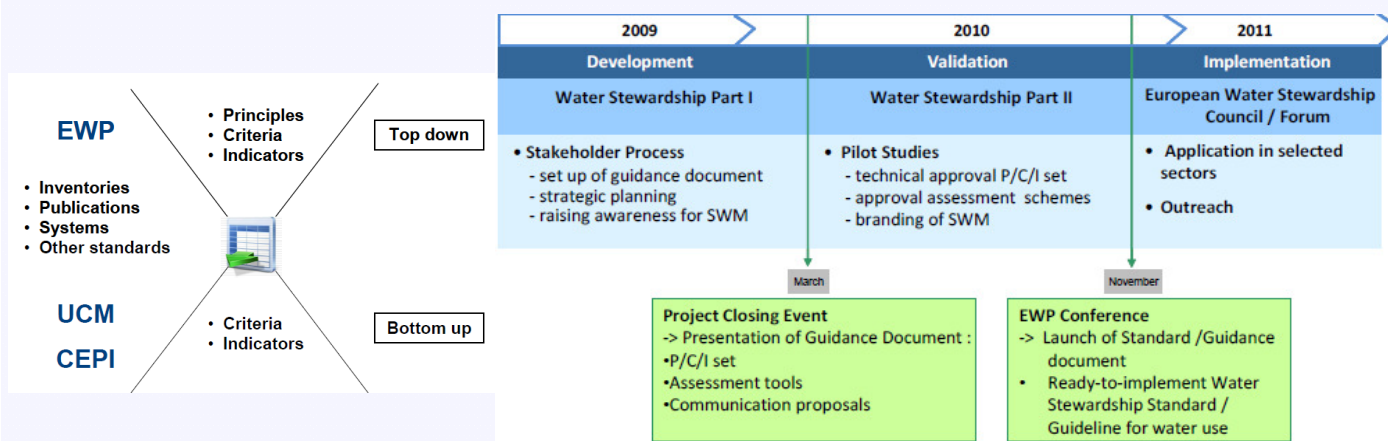 EWP
• Principles
• Criteria
• Indicators
Top down
• Inventories
• Publications
• Systems
• Other standards
UCM
CEPI
• Criteria
• Indicators
Bottom up
2009
2010
2011
Development
Validation
Implementation
Water Stewardship Part I
Water Stewardship Part II
European Water Stewardship
Council / Forum
• Stakeholder Process
- set up of guidance document
- strategic planning
- raising awareness for SWM
• Pilot Studies
- technical approval P/C/I set
- approval assessment schemes
- branding of SWM
• Application in selected
sectors
• Outreach
March
November
Project Closing Event
-> Presentation of Guidance Document :
•P/C/I set
•Assessment tools
•Communication proposals
EWP Conference
-> Launch of Standard /Guidance
document
• Ready-to-implement Water
Stewardship Standard /
Guideline for water use